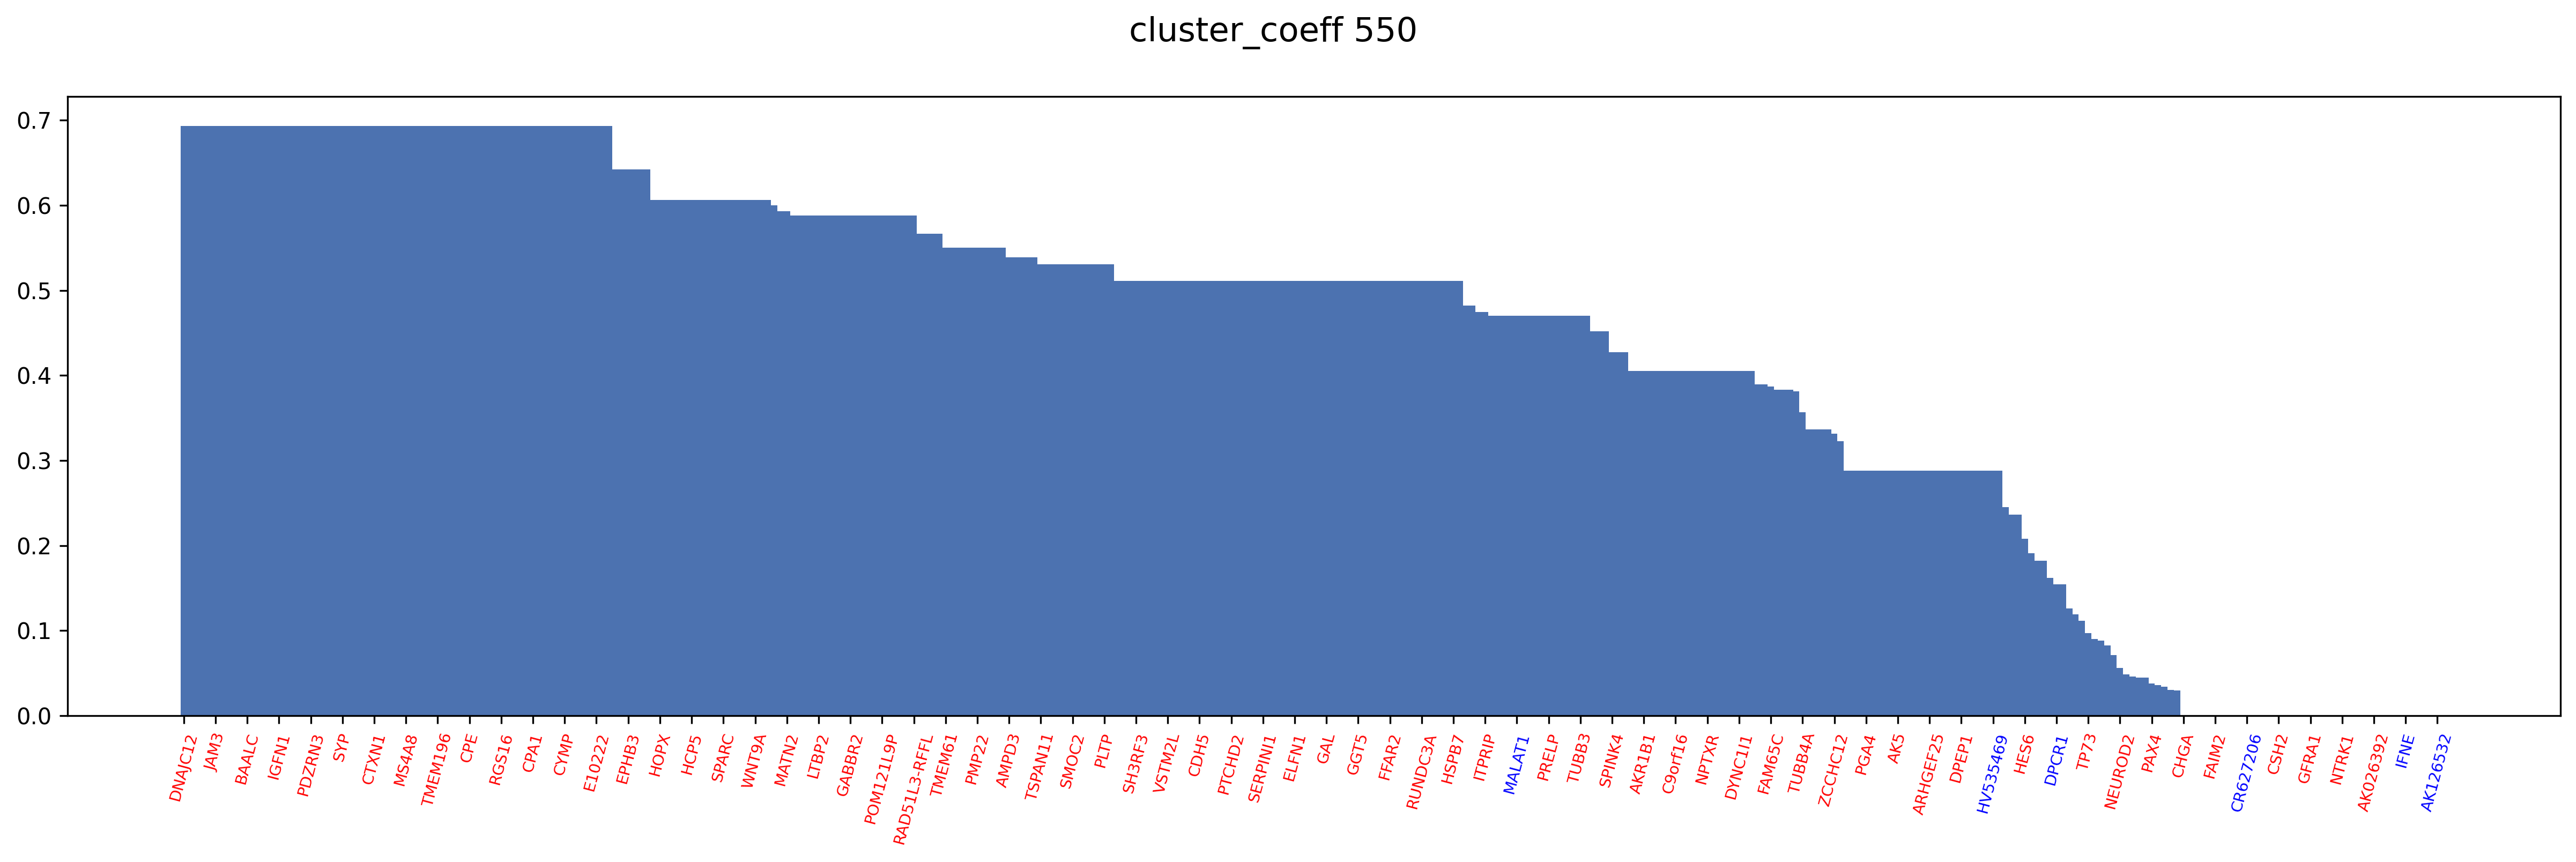 cluster_coeff 550
0.7
0.6
0.5
0.4
0.3
0.2
0.1
0.0
DNAJC12
JAM3
BAALC
IGFN1
PDZRN3
SYP
CTXN1
MS4A8
TMEM196
CPE
RGS16
CPA1
CYMP
E10222
EPHB3
HOPX
HCP5
SPARC
WNT9A
MATN2
LTBP2
GABBR2
POM121L9P
RAD51L3-RFFL
TMEM61
PMP22
AMPD3
TSPAN11
SMOC2
PLTP
SH3RF3
VSTM2L
CDH5
PTCHD2
SERPINI1
ELFN1
GAL
GGT5
FFAR2
RUNDC3A
HSPB7
ITPRIP
MALAT1
PRELP
TUBB3
SPINK4
AKR1B1
C9orf16
NPTXR
DYNC1I1
FAM65C
TUBB4A
ZCCHC12
PGA4
AK5
ARHGEF25
DPEP1
HV535469
HES6
DPCR1
TP73
NEUROD2
PAX4
CHGA
FAIM2
CR627206
CSH2
GFRA1
NTRK1
AK026392
IFNE
AK126532